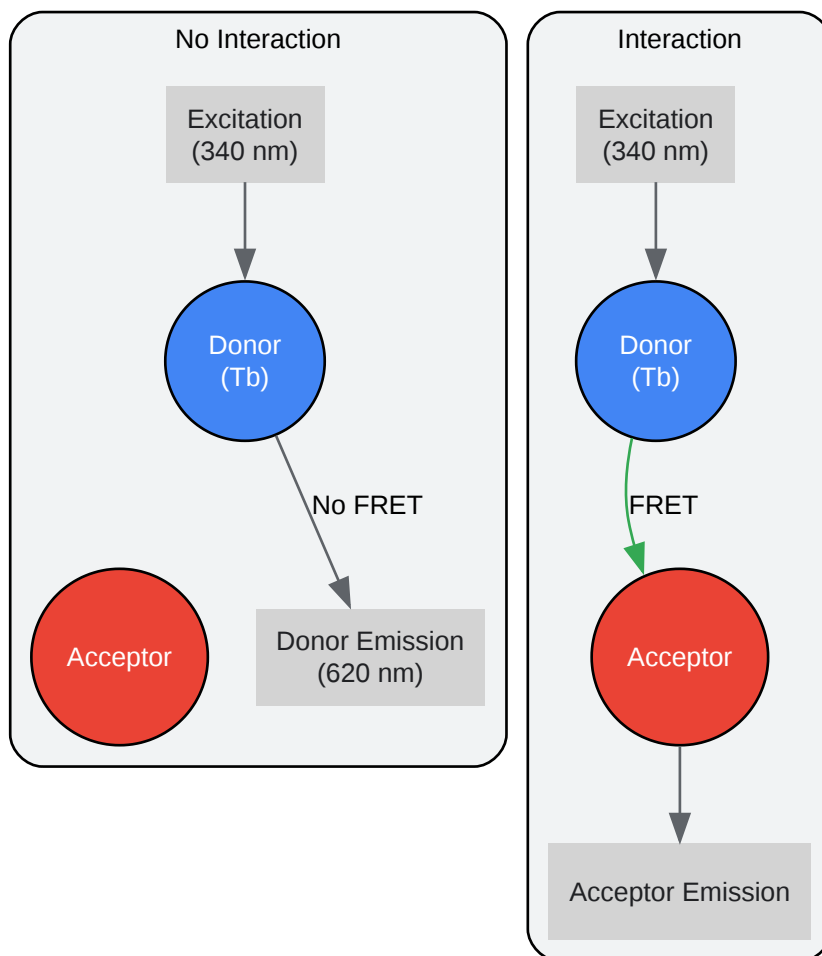 No Interaction
Excitation
(340 nm)
Donor
(Tb)
No FRET
Acceptor
Donor Emission
(620 nm)
Interaction
Excitation
(340 nm)
Donor
(Tb)
FRET
Acceptor
Acceptor Emission